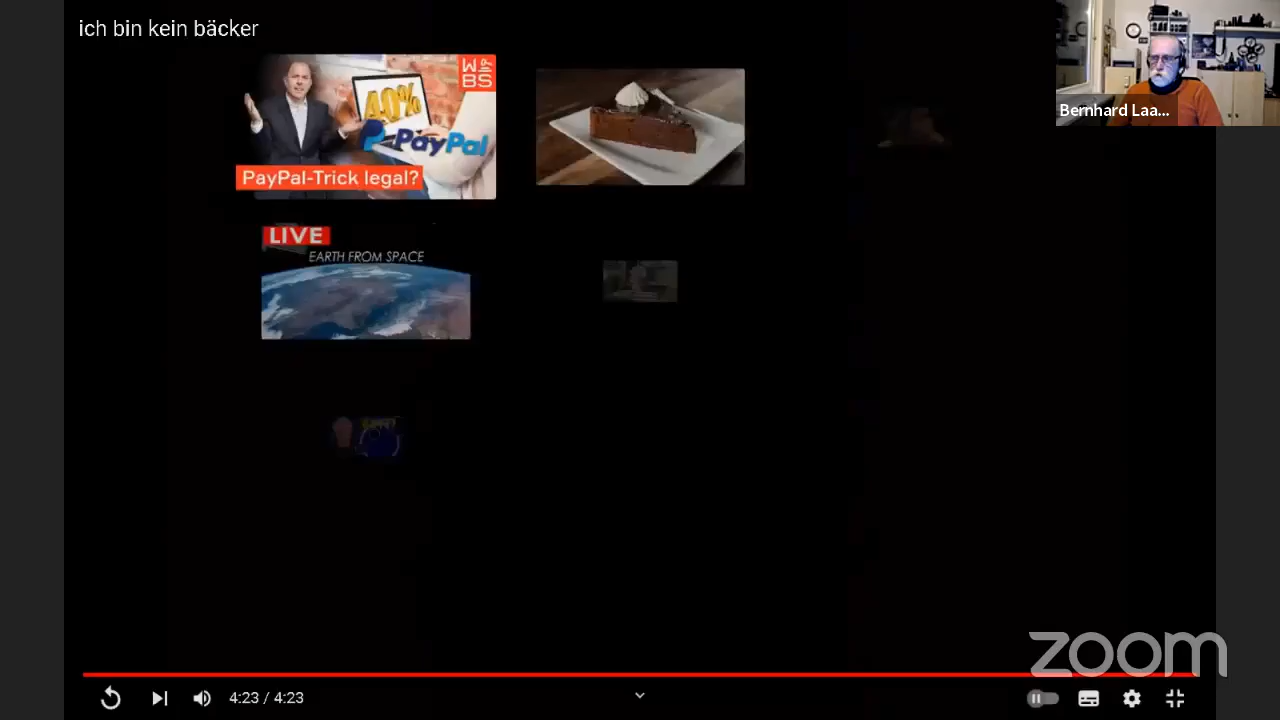 ich bin kein bäcker
W
BS
40%
PayPal
PayPal-Trick legal?
Bernhard Laa...
LIVE
EARTH FROM SPACE
zoom
4:23 / 4:23